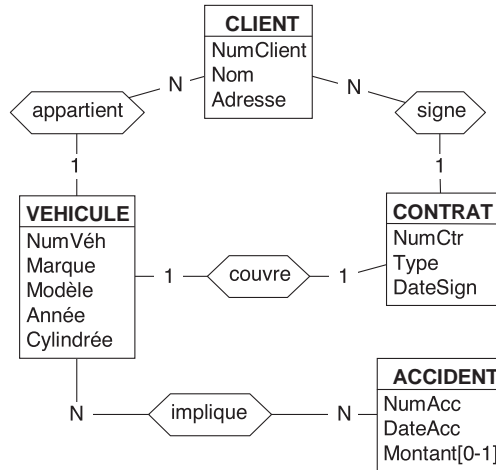 CLIENT
NumClient
Nom
Adresse
N
N
appartient
signe
1
1
VEHICULE
NumVéh
Marque
Modèle
Année
Cylindrée
1
couvre
1
CONTRAT
NumCtr
Type
DateSign
N
implique
N
ACCIDENT
NumAcc
DateAcc
Montant[0-1]